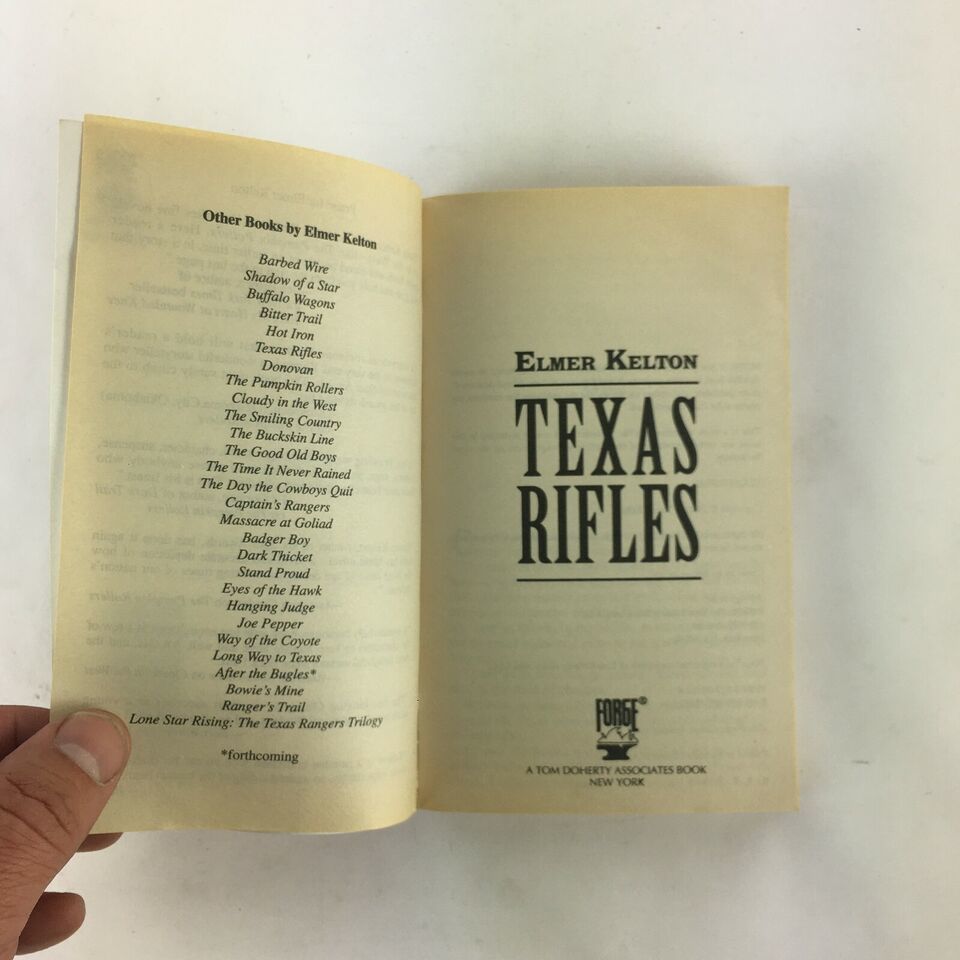 Other Books by Elmer Kelton
Barbed Wire
Shadow of a Star
Buffalo Wagons
Bitter Trail
Hot Iron
Texas Rifles
Donovan
The Pumpkin Rollers
Cloudy in the West
The Smiling Country
The Buckskin Line
The Good Old Boys
The Time It Never Rained
The Day the Cowboys Quit
Captain's Rangers
Massacre at Goliad
Badger Boy
Dark Thicket
Stand Proud
Eyes of the Hawk
Hanging Judge
Joe Pepper
Way of the Coyote
Long Way to Texas
After the Bugles*
Bowie's Mine
Ranger's Trail
Lone Star Rising: The Texas Rangers Trilogy
*forthcoming
ELMER KELTON
TEXAS
RIFLES
FORGE®
A TOM DOHERTY ASSOCIATES BOOK
NEW YORK